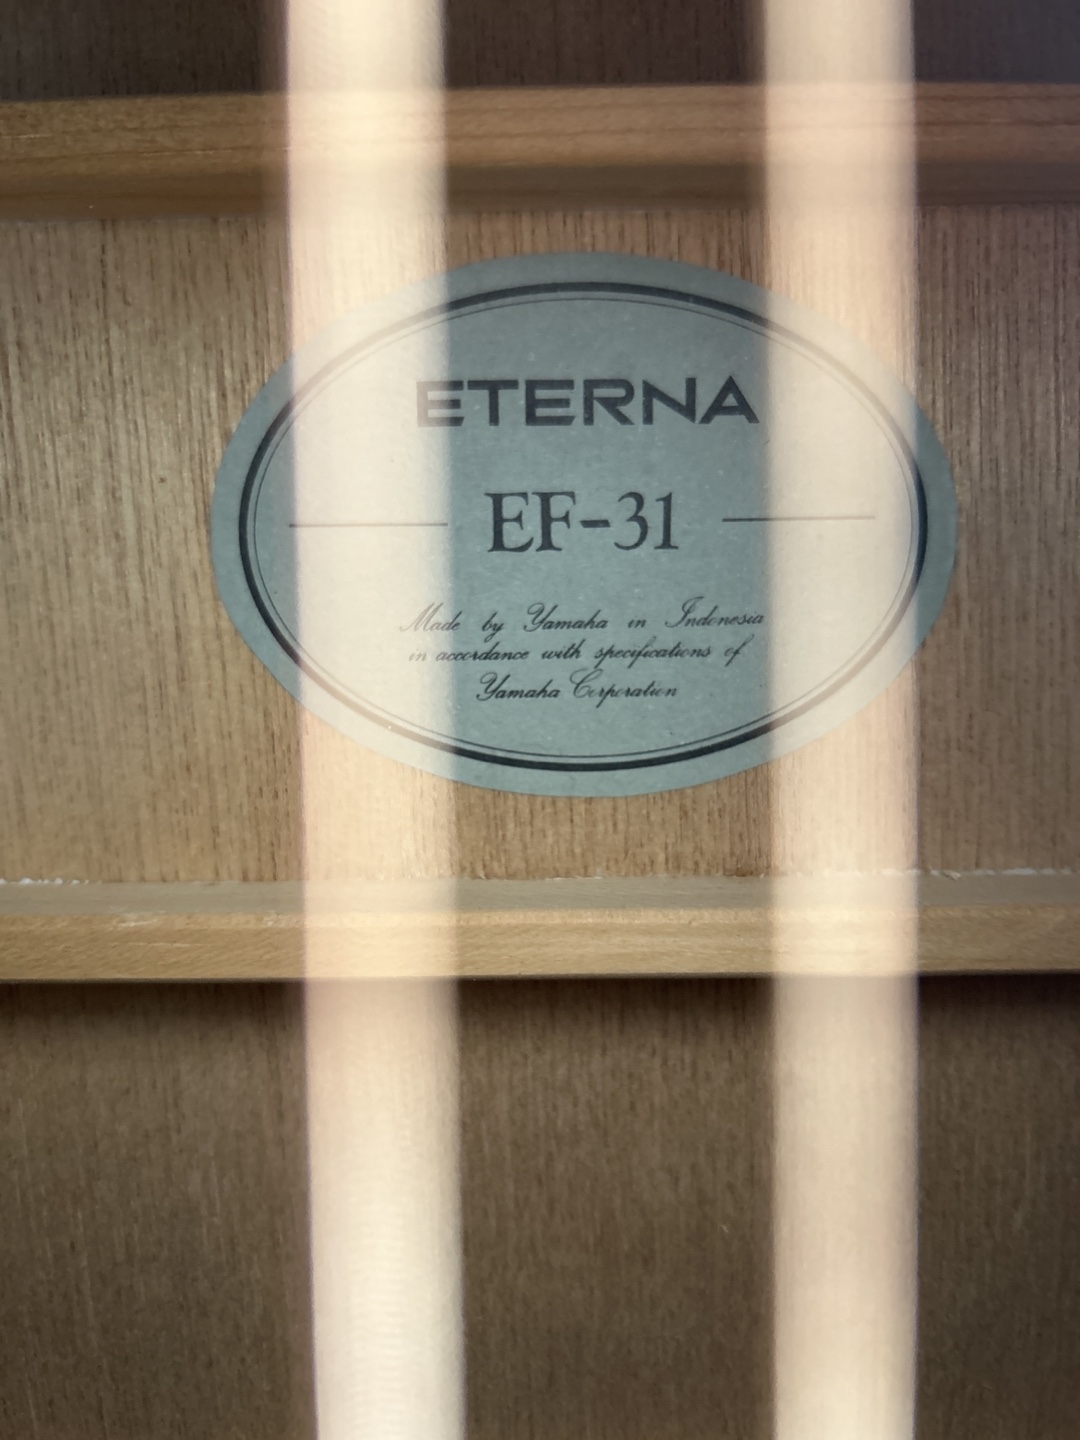 ETERNA
EF-31
Made by Yamaha in Indonesia
in accordance with specifications of
Yamaha Corporation